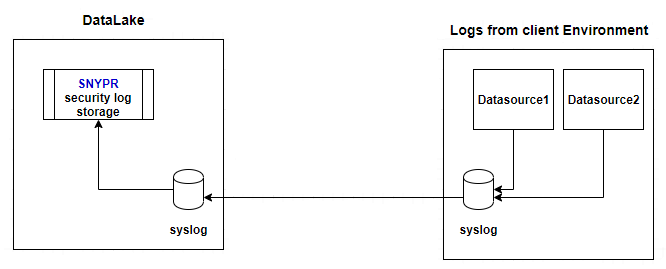 DataLake
Logs from client Environment
SNYPR
security log
storage
Datasource1
Datasource2
syslog
syslog